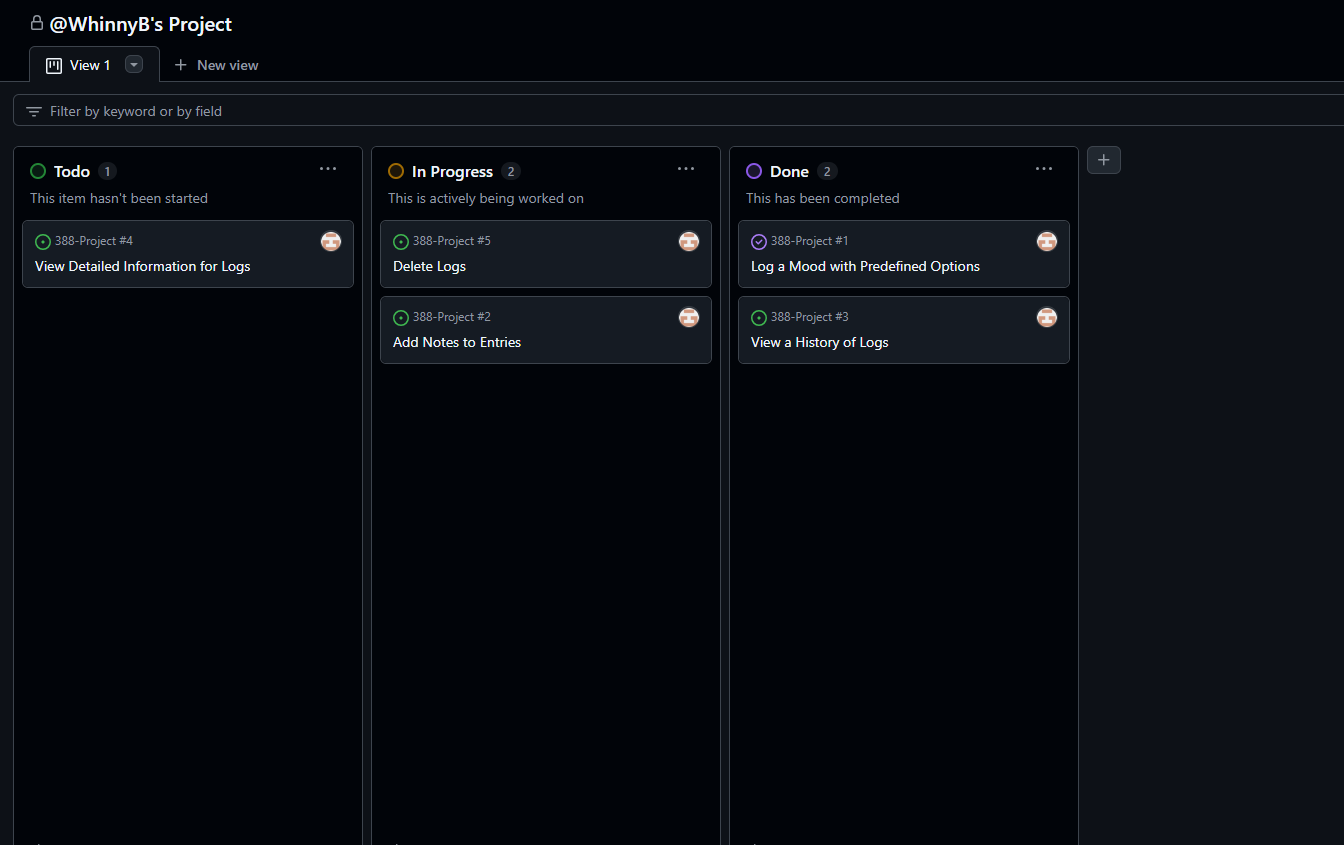 @WhinnyB's Project
View 1
New view
Filter by keyword or by field
Todo 1
This item hasn't been started
388-Project #4
View Detailed Information for Logs
In Progress 2
This is actively being worked on
388-Project #5
Delete Logs
388-Project #2
Add Notes to Entries
Done 2
This has been completed
388-Project #1
Log a Mood with Predefined Options
388-Project #3
View a History of Logs